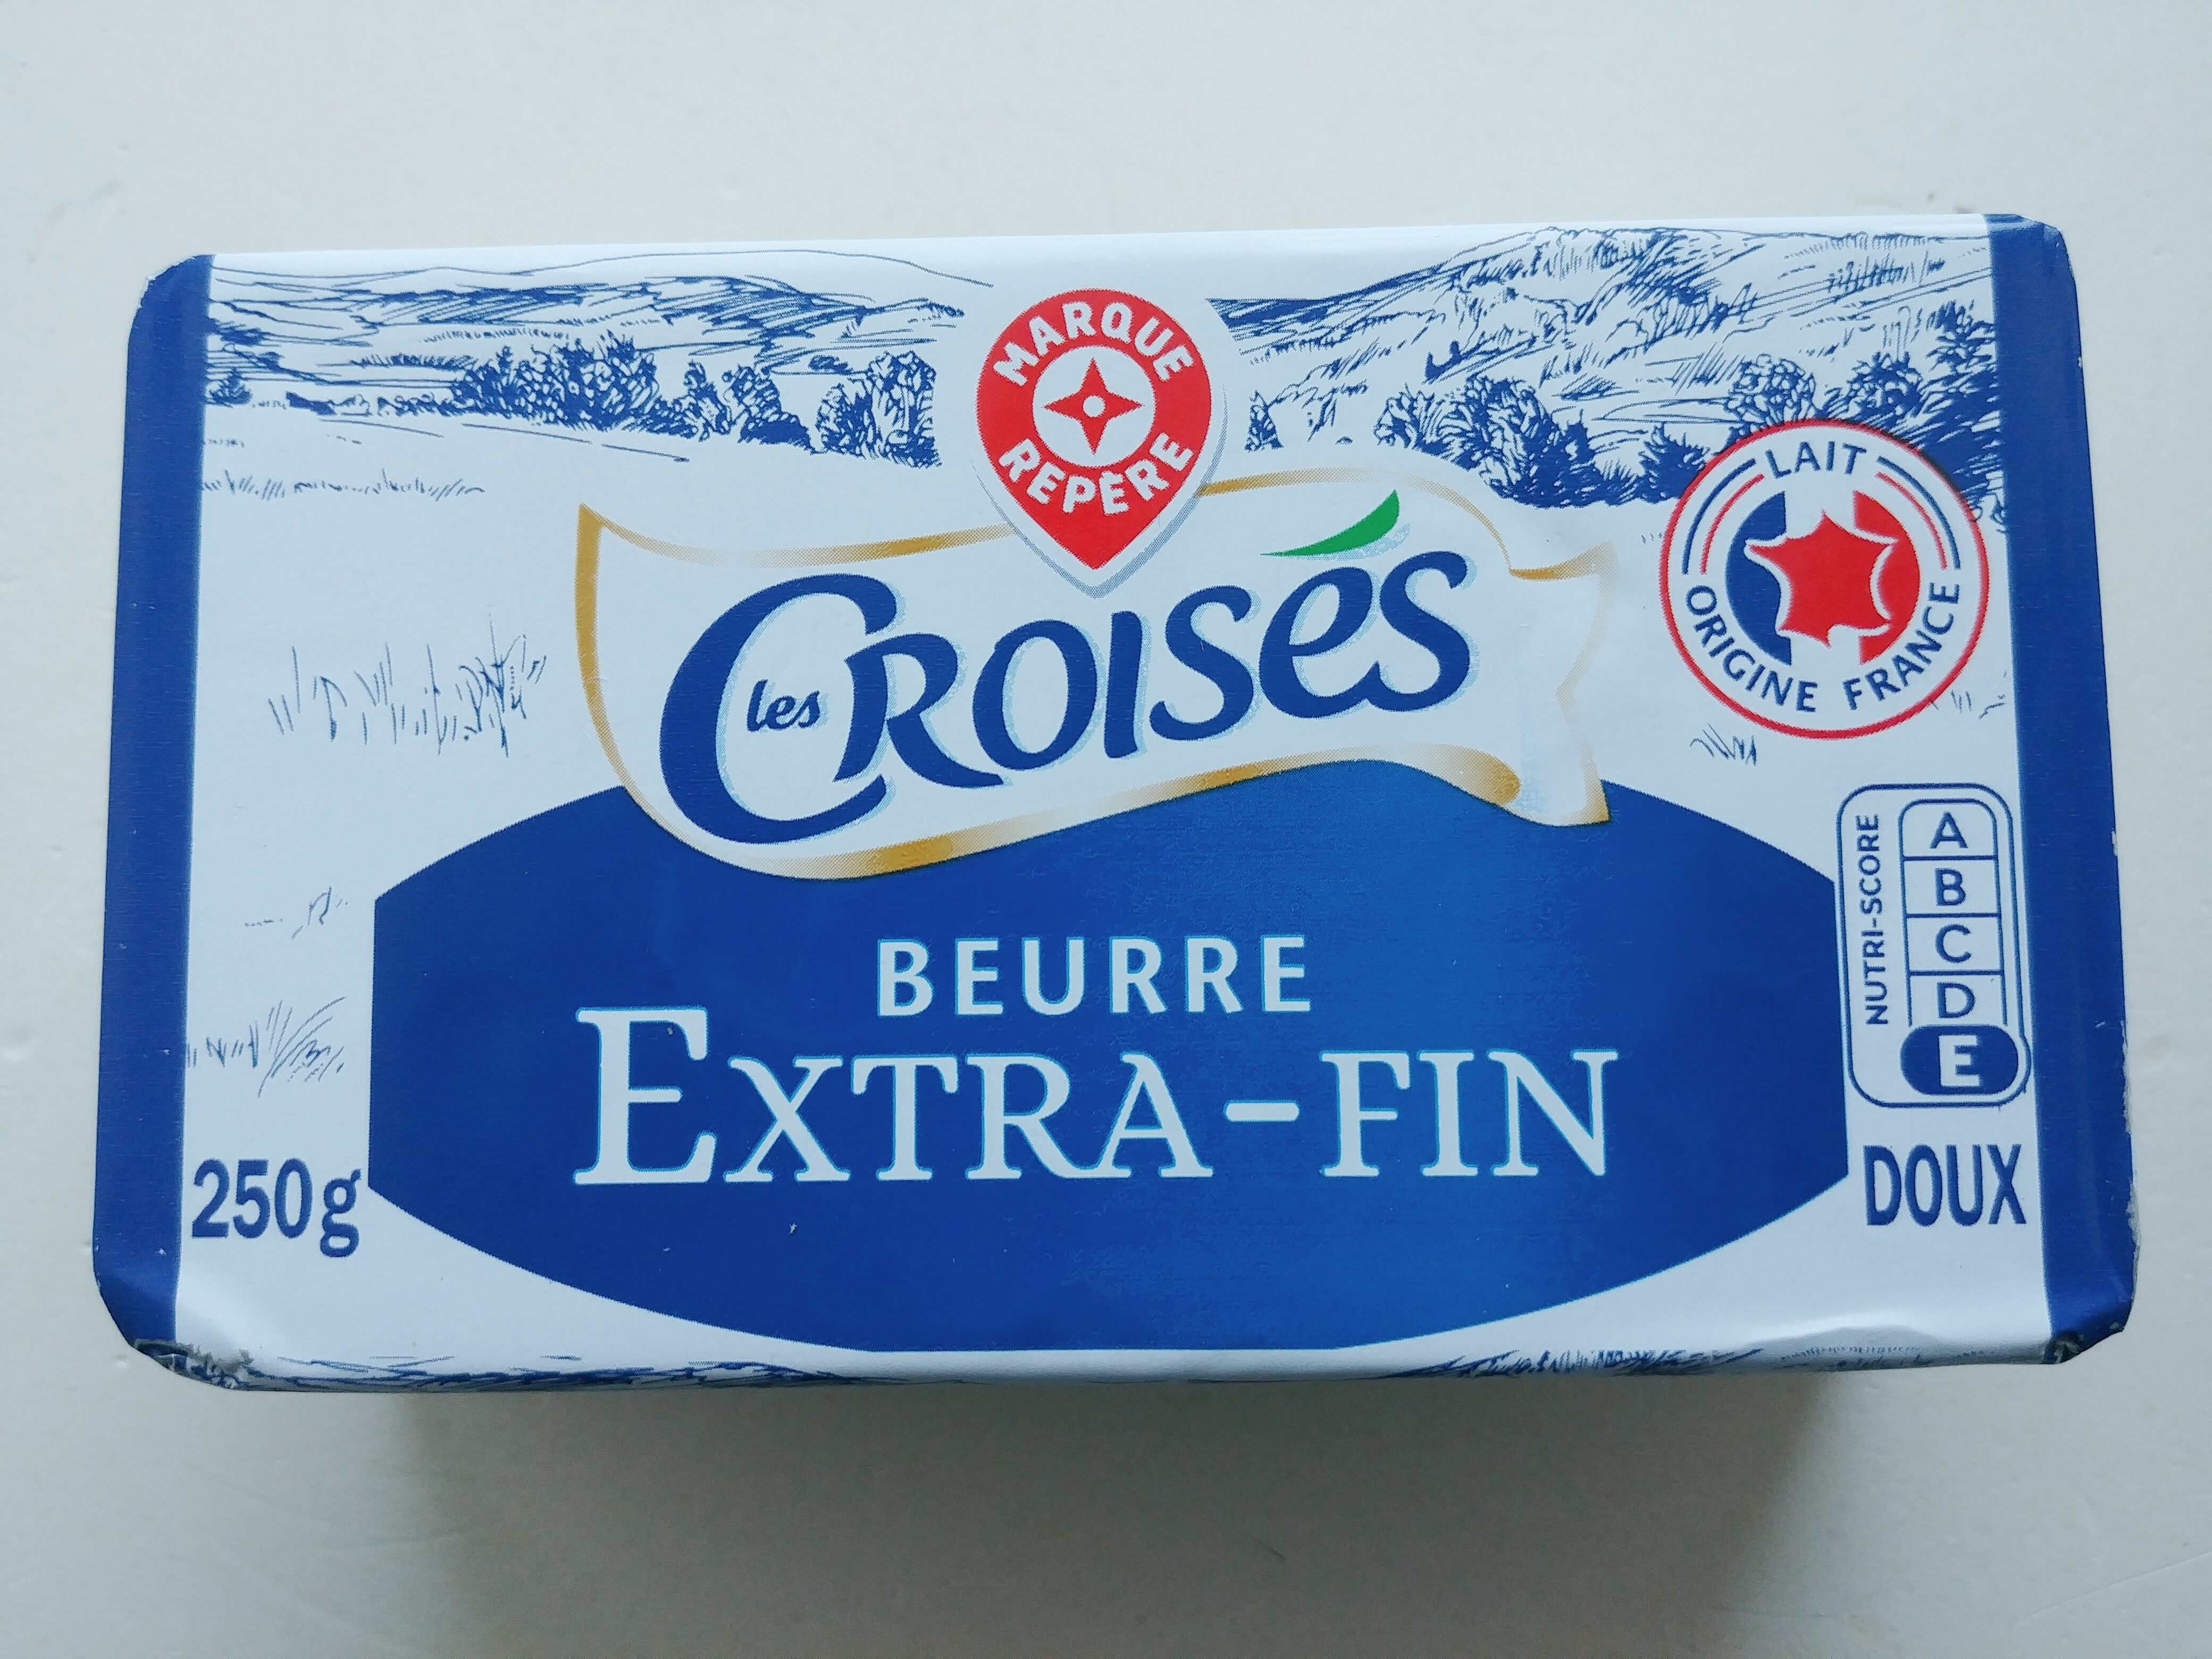 MARQUE
REPÈRE
les CROISéS
LAIT
ORIGINE FRANCE
BEURRE
EXTRA-FIN
NUTRI-SCORE
A
B
C
D
E
250g
DOUX